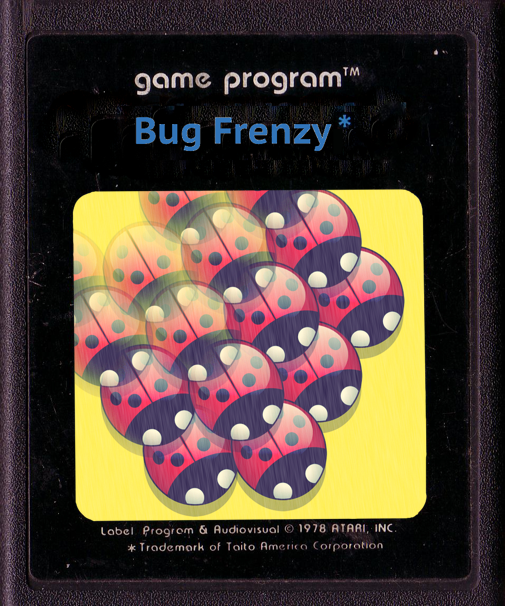 game program™
Bug Frenzy*
Label Program & Audiovisual © 1978 ATARI, INC.
* Trademark of Taito America Corporation